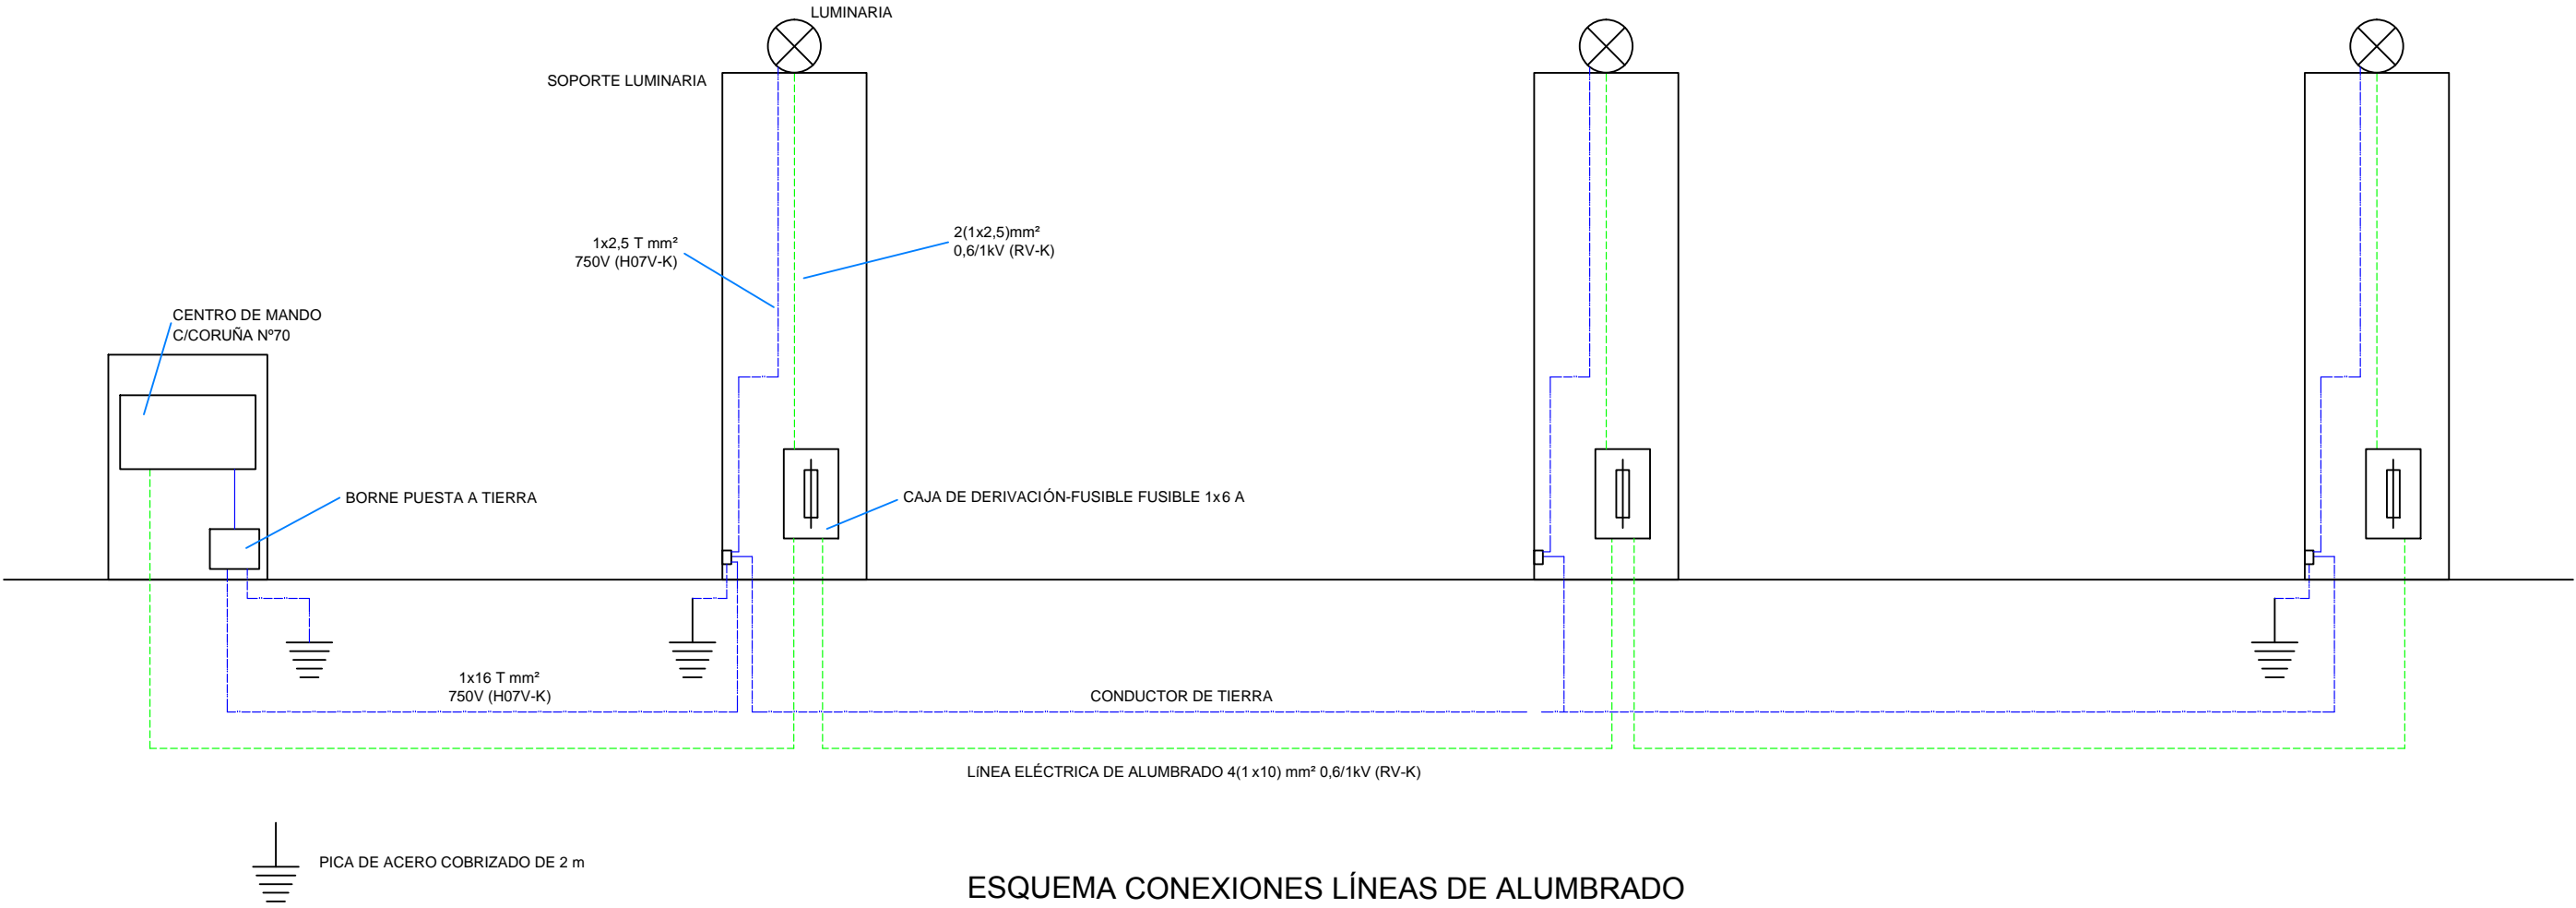 LUMINARIA
SOPORTE LUMINARIA
1x2,5 T mm²
750V (H07V-K)
2(1x2,5)mm²
0,6/1kV (RV-K)
CENTRO DE MANDO
C/CORUÑA Nº70
BORNE PUESTA A TIERRA
CAJA DE DERIVACIÓN-FUSIBLE FUSIBLE 1x6 A
1x16 T mm²
750V (H07V-K)
CONDUCTOR DE TIERRA
LíNEA ELÉCTRICA DE ALUMBRADO 4(1x10) mm² 0,6/1kV (RV-K)
PICA DE ACERO COBRIZADO DE 2 m
ESQUEMA CONEXIONES LÍNEAS DE ALUMBRADO